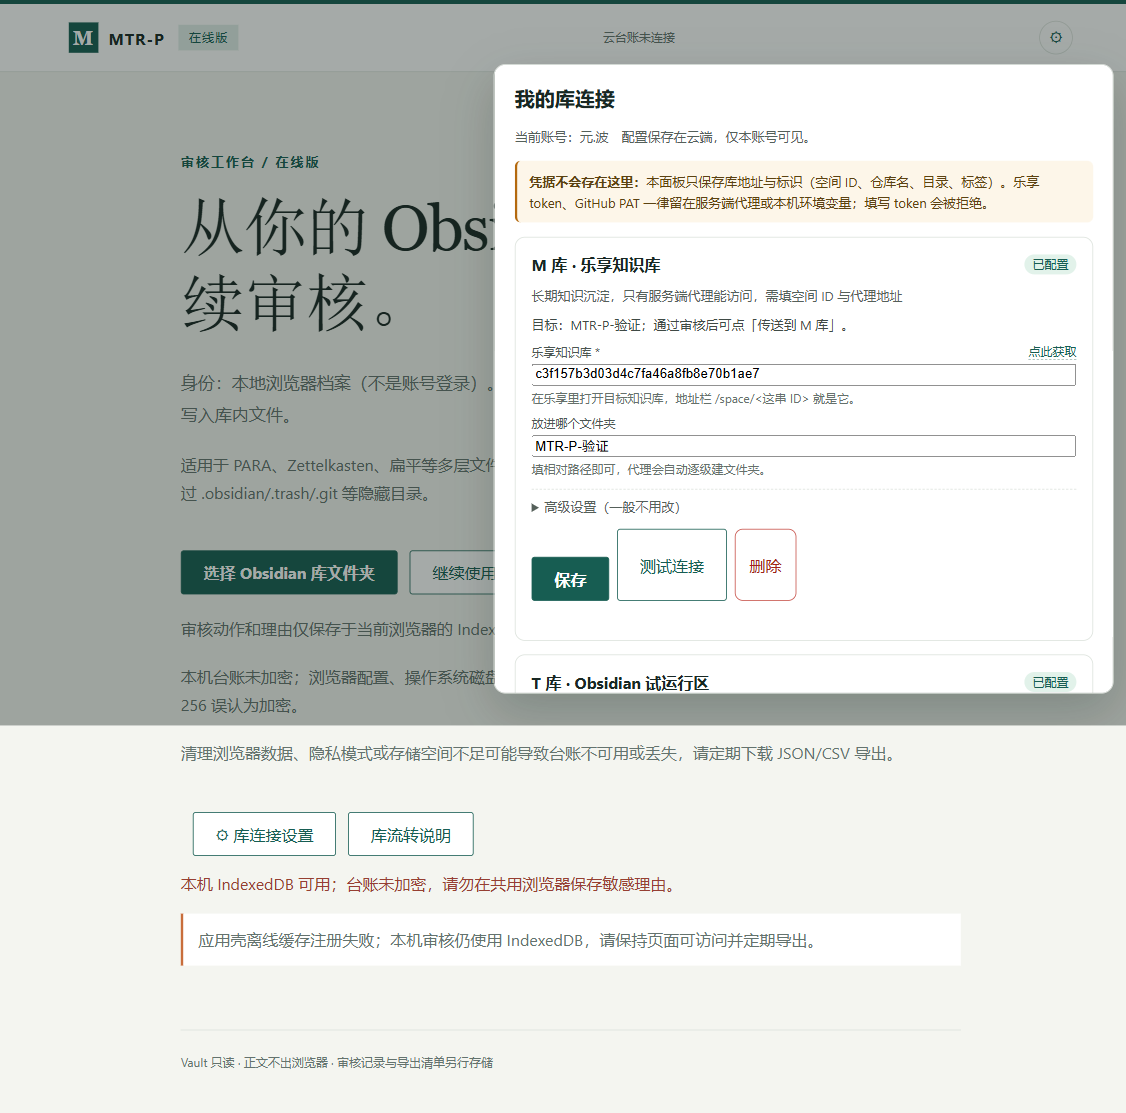 M MTR-P 在线版
云台账未连接
⚙
审核工作台 / 在线版
从你的 Obsi
续审核。
身份：本地浏览器档案（不是账号登录）。
写入库内文件。
适用于 PARA、Zettelkasten、扁平等多层文件
过 .obsidian/.trash/.git 等隐藏目录。
选择 Obsidian 库文件夹
继续使用
审核动作和理由仅保存于当前浏览器的 Index
本机台账未加密；浏览器配置、操作系统磁盘
256 误认为加密。
清理浏览器数据、隐私模式或存储空间不足可能导致台账不可用或丢失，请定期下载 JSON/CSV 导出。
⚙ 库连接设置
库流转说明
本机 IndexedDB 可用；台账未加密，请勿在共用浏览器保存敏感理由。
应用壳离线缓存注册失败；本机审核仍使用 IndexedDB，请保持页面可访问并定期导出。
Vault 只读 · 正文不出浏览器 · 审核记录与导出清单另行存储
我的库连接
当前账号：元.波 配置保存在云端，仅本账号可见。
凭据不会存在这里：本面板只保存库地址与标识（空间 ID、仓库名、目录、标签）。乐享
token、GitHub PAT 一律留在服务端代理或本机环境变量；填写 token 会被拒绝。
M 库 · 乐享知识库
已配置
长期知识沉淀，只有服务端代理能访问，需填空间 ID 与代理地址
目标：MTR-P-验证；通过审核后可点「传送到 M 库」。
乐享知识库 *
点此获取
c3f157b3d03d4c7fa46a8fb8e70b1ae7
在乐享里打开目标知识库，地址栏 /space/<这串 ID> 就是它。
放进哪个文件夹
MTR-P-验证
填相对路径即可，代理会自动逐级建文件夹。
▶ 高级设置（一般不用改）
保存
测试连接
删除
T 库 · Obsidian 试运行区
已配置